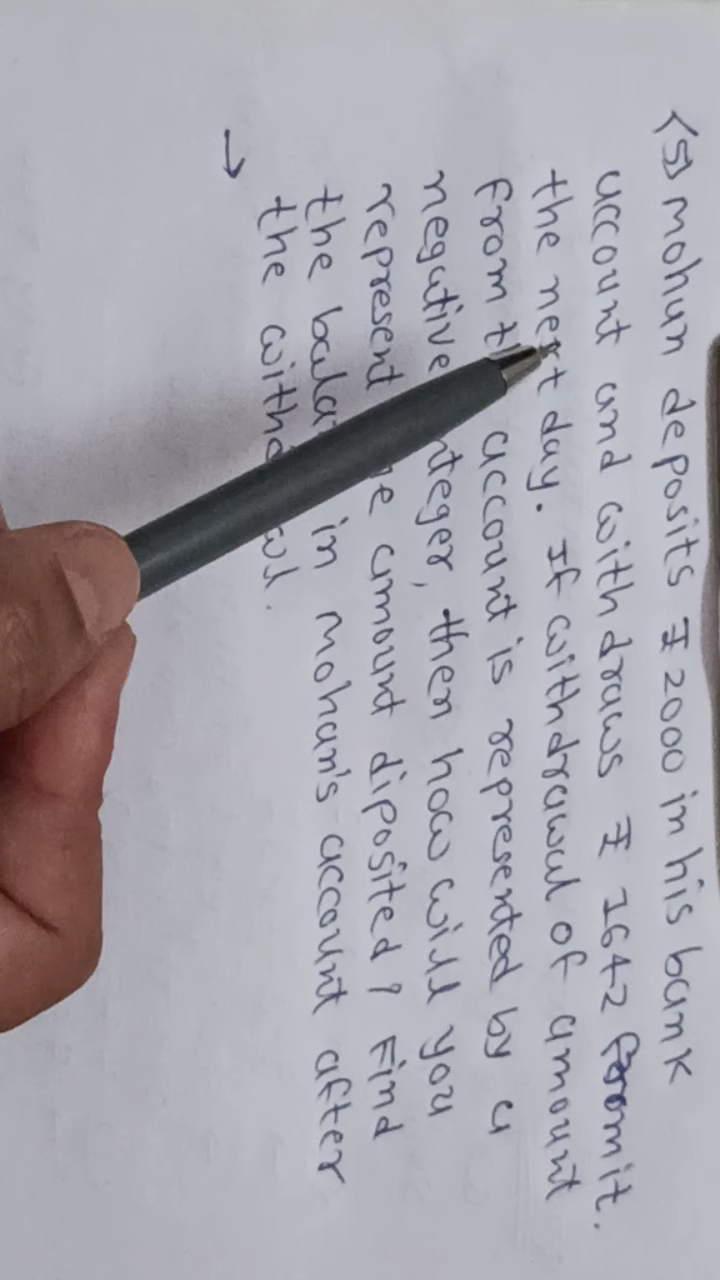 (5) mohan deposits ₹ 2000 in his bank
account and withdraws ₹ 1642 from it.
the next day. If withdrawal of amount
from account is represented by a
negative then how will you
represent amount diposited? Find
the in mohan's account after
the
→